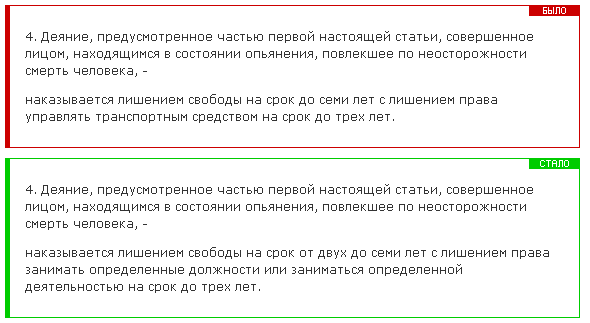 БЫЛО
4. Деяние, предусмотренное частью первой настоящей статьи, совершенное
лицом, находящимся в состоянии опьянения, повлекшее по неосторожности
смерть человека, -
наказывается лишением свободы на срок до семи лет с лишением права
управлять транспортным средством на срок до трех лет.
СТАЛО
4. Деяние, предусмотренное частью первой настоящей статьи, совершенное
лицом, находящимся в состоянии опьянения, повлекшее по неосторожности
смерть человека, -
наказывается лишением свободы на срок от двух до семи лет с лишением права
занимать определенные должности или заниматься определенной
деятельностью на срок до трех лет.